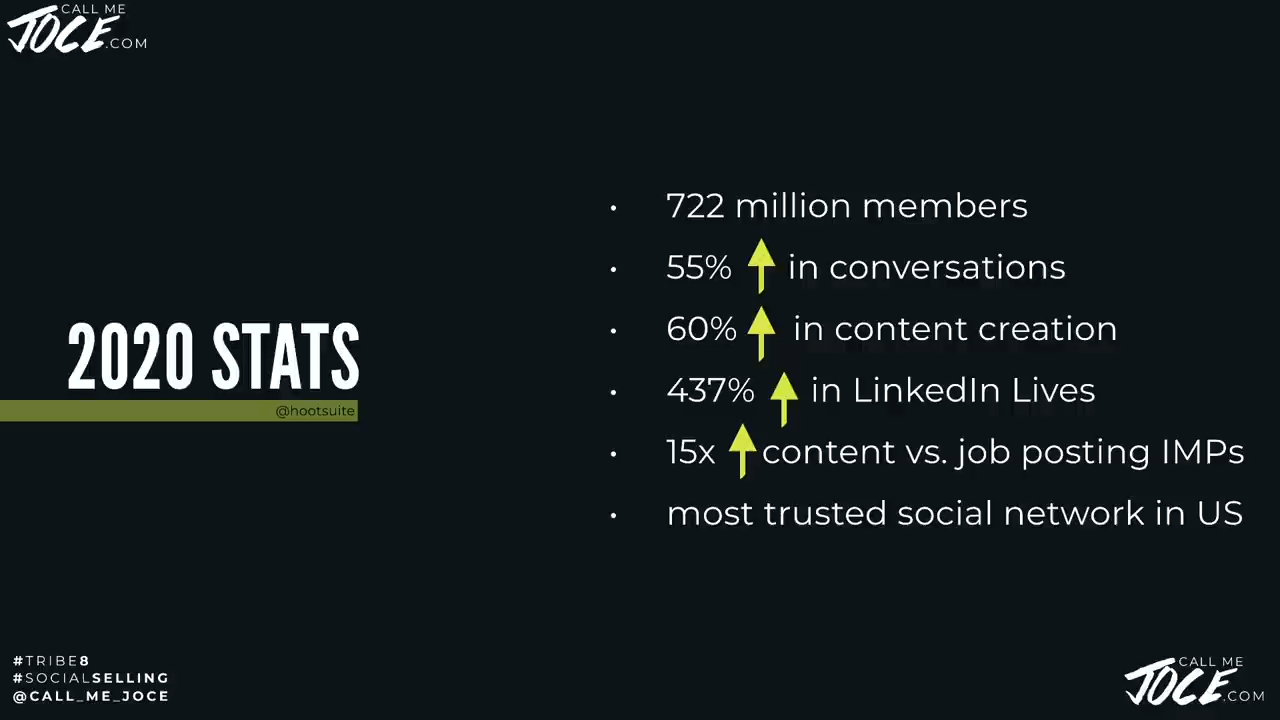 CALL ME
JOCE.COM
722 million members
55% in conversations
60% in content creation
2020 STATS
@hootsuite
437% in LinkedIn Lives
15x content vs. job posting IMPs
most trusted social network in US
#TRIBE8
#SOCIALSELLING
@CALL_ME_JOCE
CALL ME
JOCE.COM